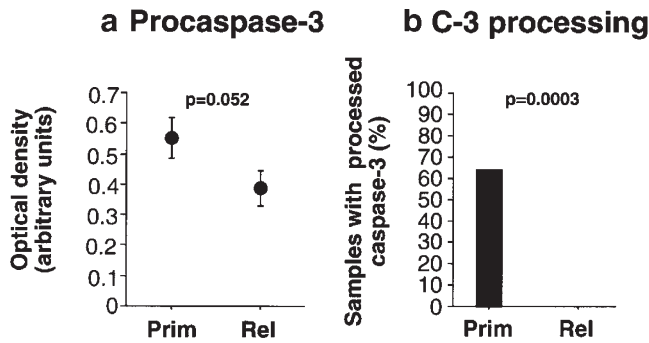 a Procaspase-3
Optical density
(arbitrary units)
p=0.052
0.7
0.6
0.5
0.4
0.3
0.2
0.1
0
Prim Rel
b C-3 processing
Samples with processed
caspase-3 (%)
p=0.0003
100
90
80
70
60
50
40
30
20
10
0
Prim Rel